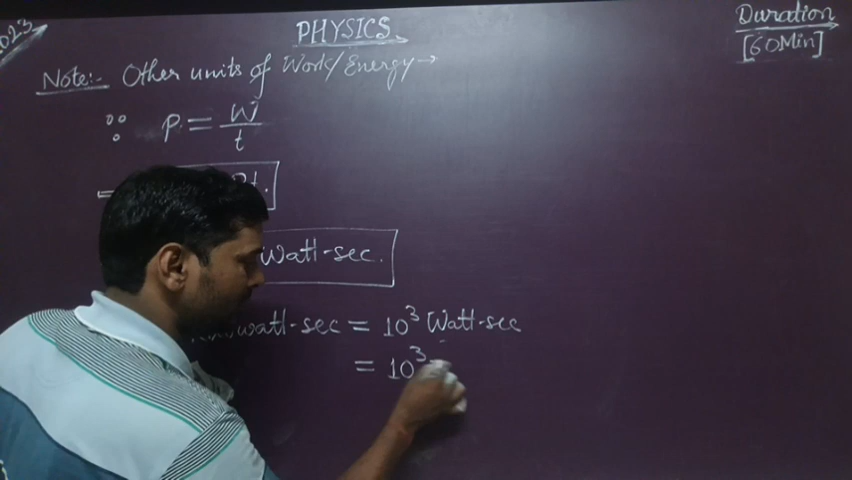 PHYSICS
Duration
[60Min]
Note:- Other units of Work/Energy→
∵ P = W/t
=
t.
Watt-sec.
watt-sec = 10³ Watt-sec
= 10³